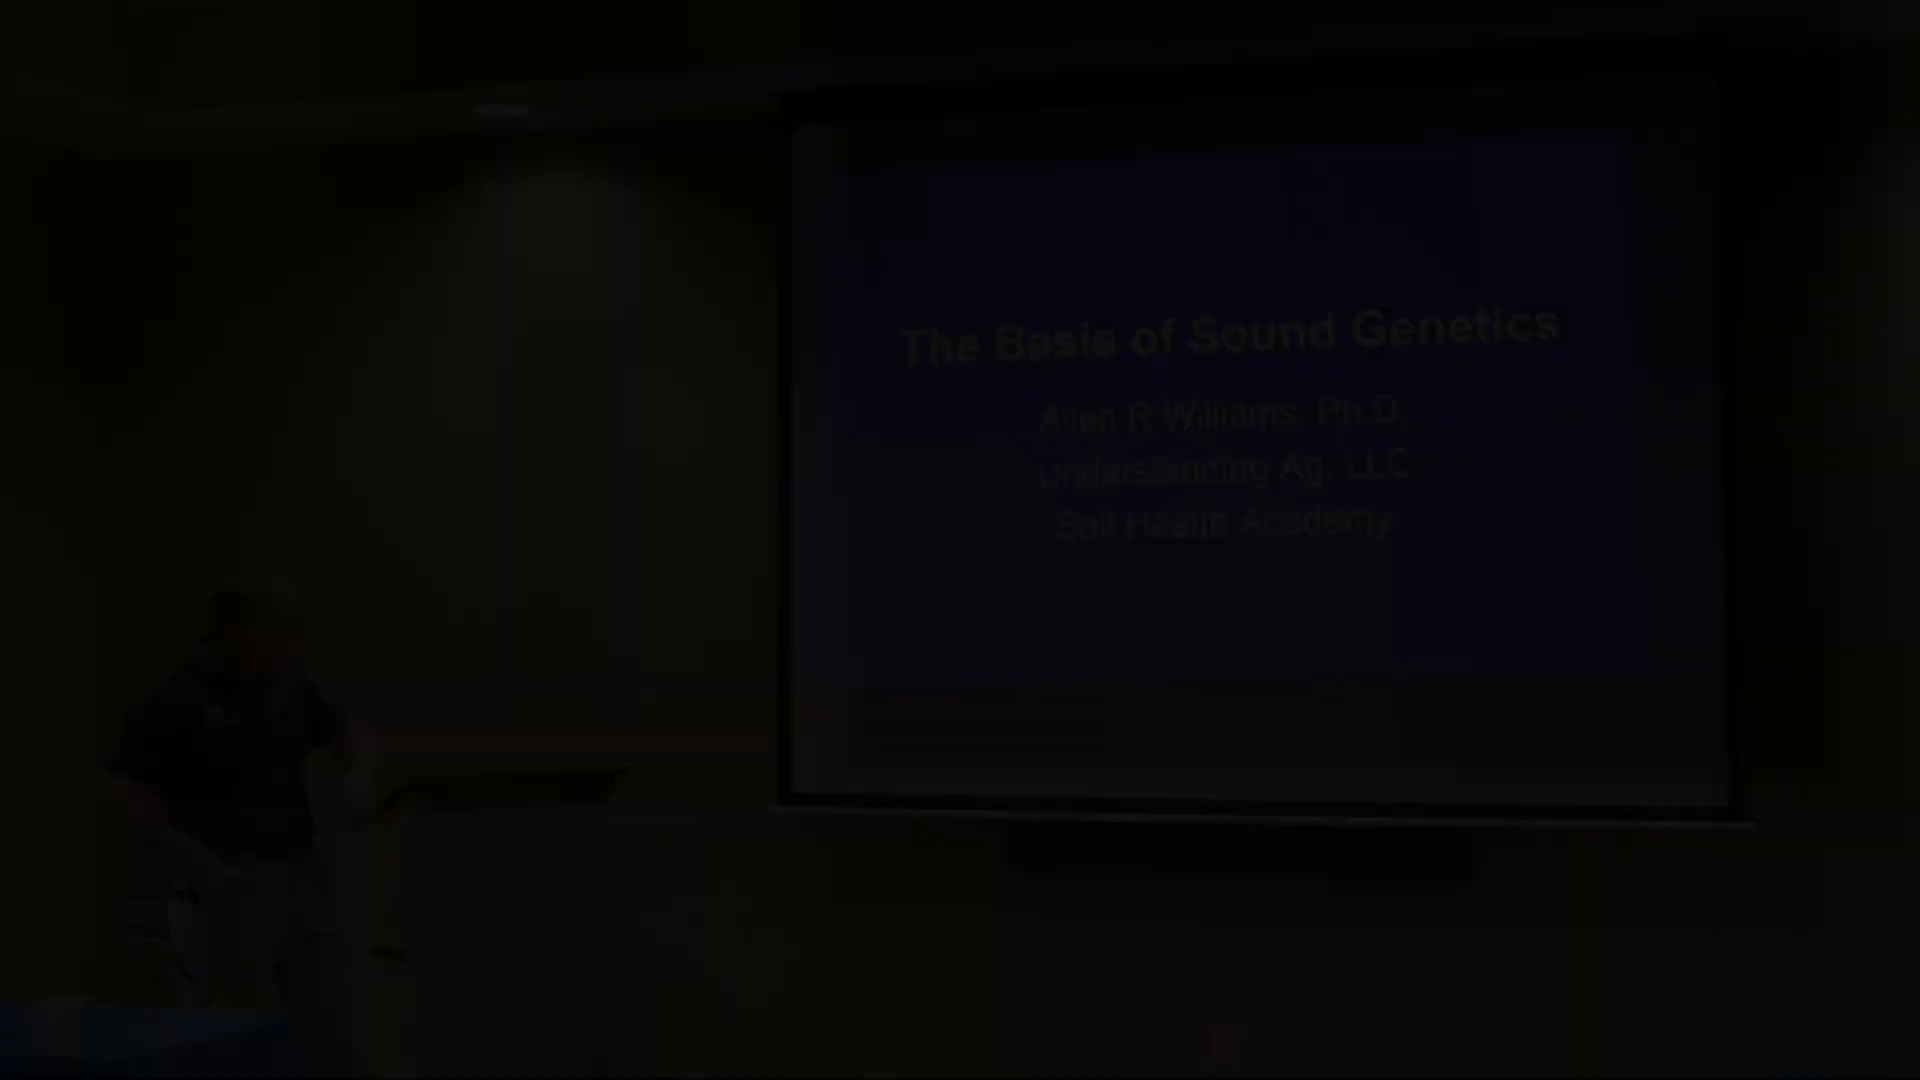 The Basis of Sound Genetics
Allen R Williams, Ph.D.
Understanding Ag, LLC
Soil Health Academy